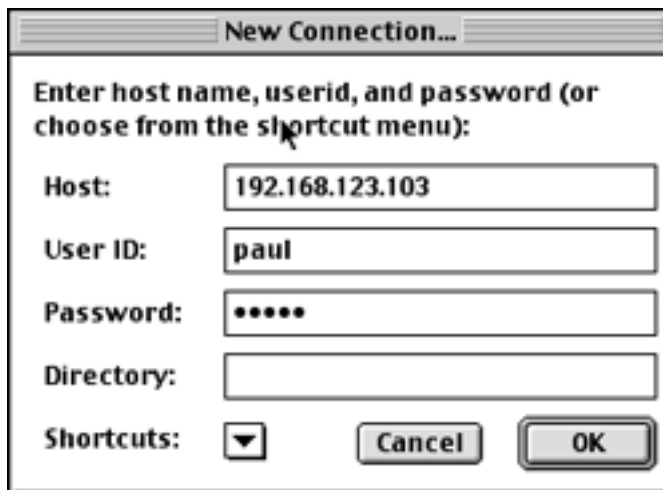 New Connection...
Enter host name, userid, and password (or
choose from the shortcut menu):
Host: 192.168.123.103
User ID: paul
Password: •••••
Directory:
Shortcuts: Cancel OK